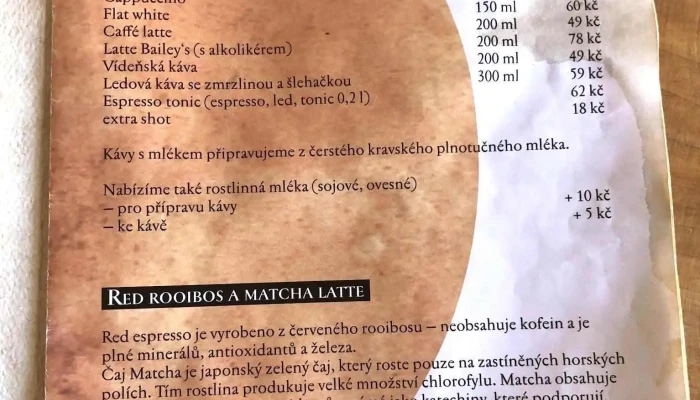 Cappuccino
Flat white 150 ml 60 kč
Caffé latte 200 ml 49 kč
Latte Bailey's (s alkolikérem) 200 ml 78 kč
Vídeňská káva 200 ml 49 kč
Ledová káva se zmrzlinou a šlehačkou 300 ml 59 kč
Espresso tonic (espresso, led, tonic 0,2 l) 62 kč
extra shot 18 kč
Kávy s mlékem připravujeme z čerstého kravského plnotučného mléka.
Nabízíme také rostlinná mléka (sojové, ovesné)
– pro přípravu kávy + 10 kč
– ke kávě + 5 kč
Red rooibos a matcha latte
Red espresso je vyrobeno z červeného rooibosu – neobsahuje kofein a je
plné minerálů, antioxidantů a železa.
Čaj Matcha je japonský zelený čaj, který roste pouze na zastíněných horských
polích. Tím rostlina produkuje velké množství chlorofylu. Matcha obsahuje
katechiny, které podporují